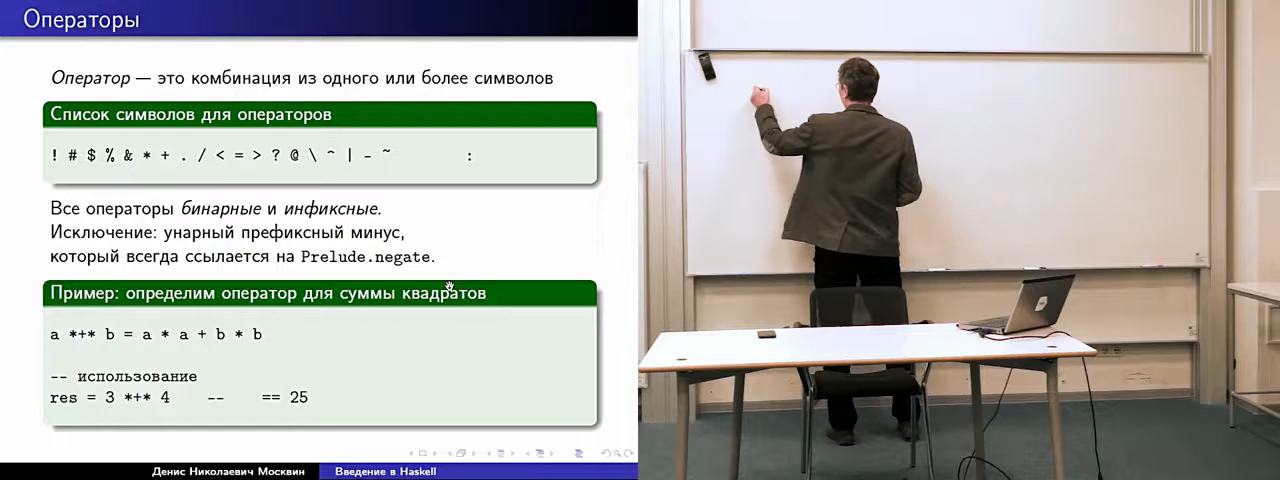 Операторы
Оператор — это комбинация из одного или более символов
Список символов для операторов
! # $ % & * + . / < = > ? @ \ ^ | - ~ :
Все операторы бинарные и инфиксные.
Исключение: унарный префиксный минус,
который всегда ссылается на Prelude.negate.
Пример: определим оператор для суммы квадратов
a *+* b = a * a + b * b
-- использование
res = 3 *+* 4 -- == 25
Денис Николаевич Москвин Введение в Haskell